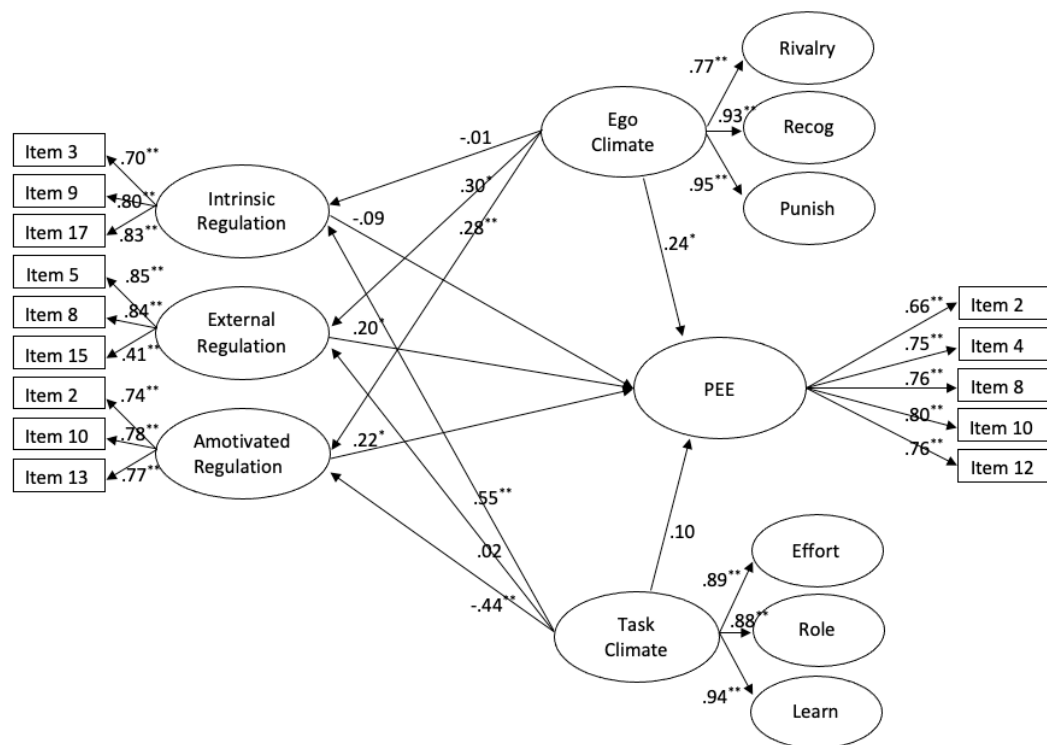 Rivalry
.77**
Ego
Climate
.93**
Recog
-.01
.95**
Punish
Item 3
.70**
Item 9
.80**
Intrinsic
Regulation
.30*
-.09
Item 17
.83**
.28**
.24*
Item 5
.85**
Item 8
.84**
External
Regulation
.20*
.66**
Item 2
Item 15
.41**
.75**
Item 4
Item 2
.74**
PEE
.76**
Item 8
Item 10
.78**
Amotivated
Regulation
.22*
.80**
Item 10
Item 13
.77**
.76**
Item 12
.55**
.10
.02
Effort
-.44**
.89**
Task
Climate
.88**
Role
.94**
Learn